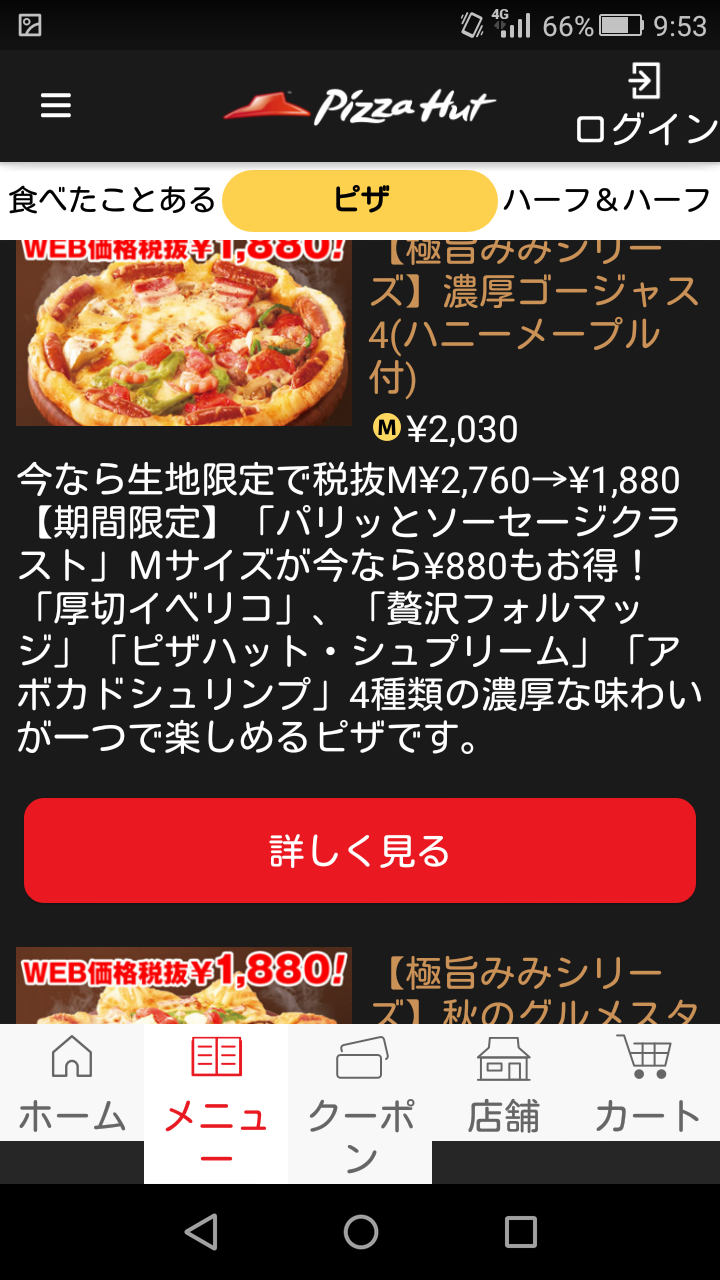 4G 66% 9:53
Pizza Hut
ログイン
食べたことある ピザ ハーフ＆ハーフ
WEB価格税抜¥1,880!
【極旨みみシリー
ズ】濃厚ゴージャス
4(ハニーメープル
付)
M ¥2,030
今なら生地限定で税抜M¥2,760→¥1,880
【期間限定】「パリッとソーセージクラ
スト」Ｍサイズが今なら¥880もお得！
「厚切イベリコ」、「贅沢フォルマッ
ジ」「ピザハット・シュプリーム」「ア
ボカドシュリンプ」4種類の濃厚な味わい
が一つで楽しめるピザです。
詳しく見る
WEB価格税抜¥1,880!
【極旨みみシリー
ズ】秋のグルメスタ
ホーム
メニュ
ー
クーポ
ン
店舗
カート